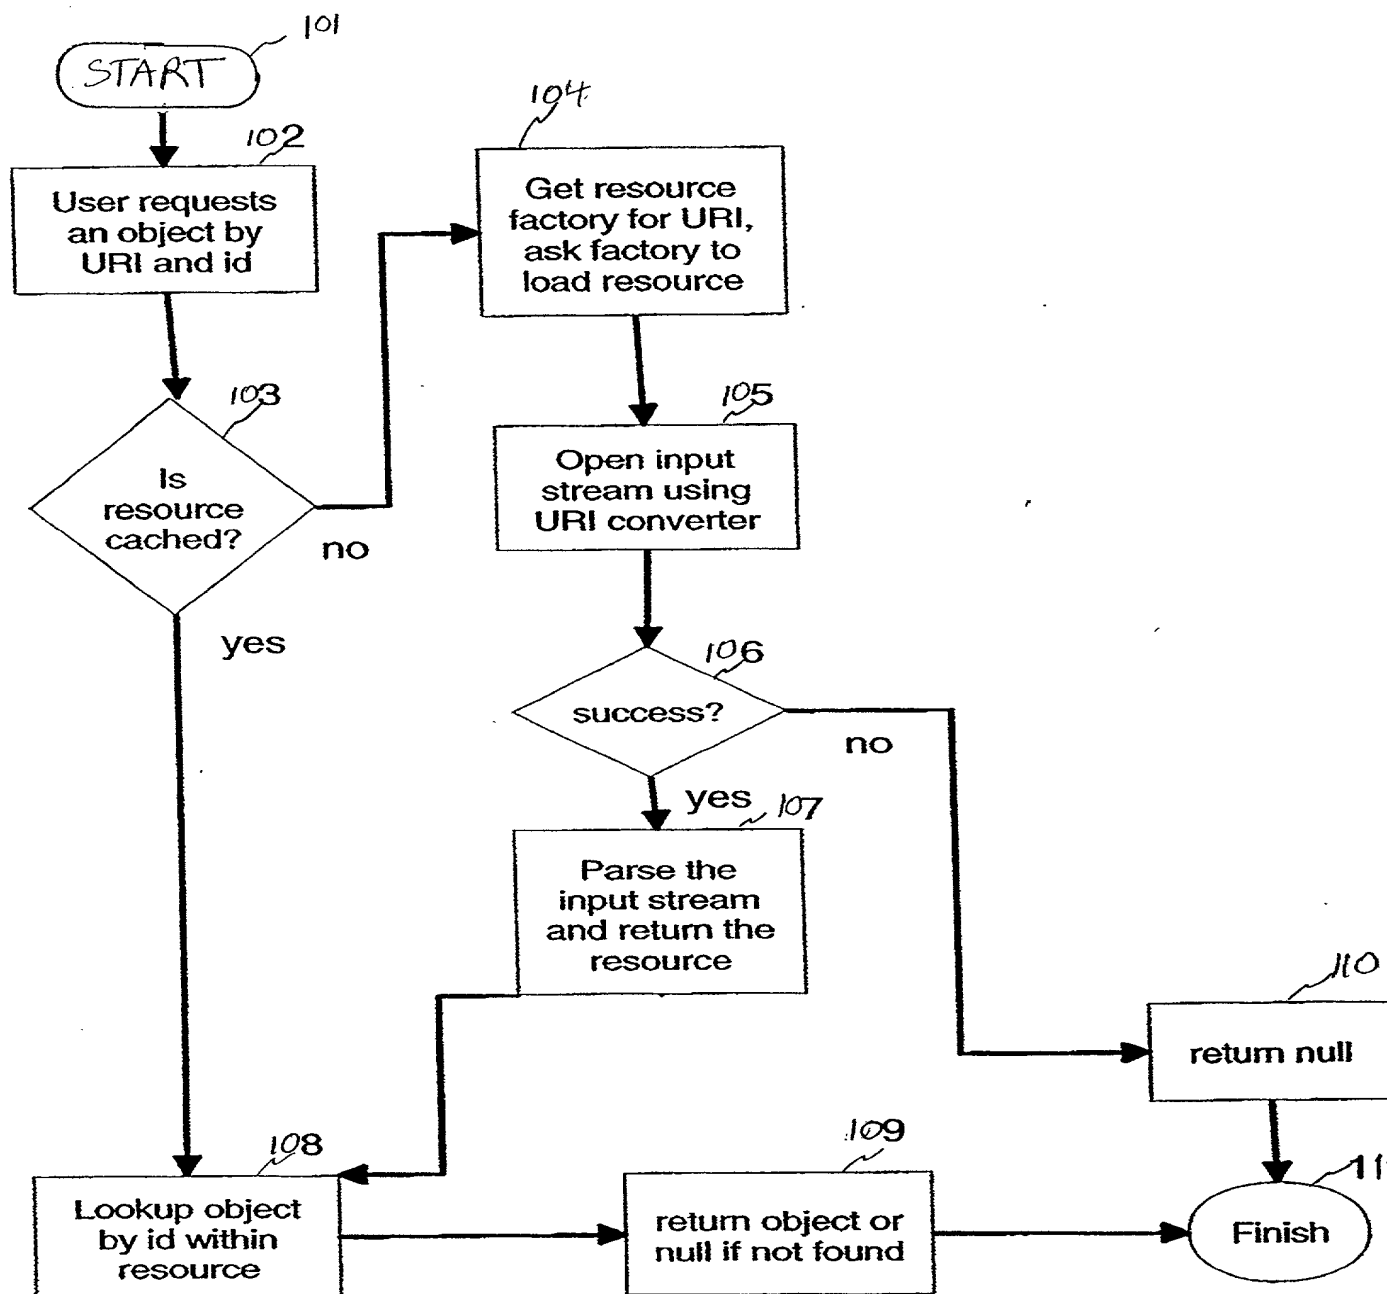 101
START
102
User requests
an object by
URI and id
104
Get resource
factory for URI,
ask factory to
load resource
103
Is
resource
cached?
no
yes
105
Open input
stream using
URI converter
106
success?
no
yes
107
Parse the
input stream
and return the
resource
110
return null
108
Lookup object
by id within
resource
109
return object or
null if not found
Finish